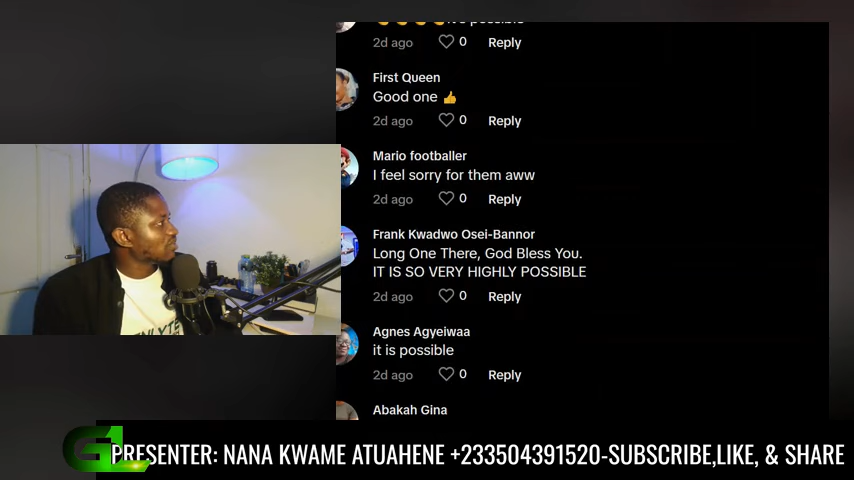 it's possible
2d ago 0 Reply
First Queen
Good one 👍
2d ago 0 Reply
Mario footballer
I feel sorry for them aww
2d ago 0 Reply
Frank Kwadwo Osei-Bannor
Long One There, God Bless You.
IT IS SO VERY HIGHLY POSSIBLE
2d ago 0 Reply
Agnes Agyeiwaa
it is possible
2d ago 0 Reply
Abakah Gina
PRESENTER: NANA KWAME ATUAHENE +233504391520-SUBSCRIBE,LIKE, & SHARE